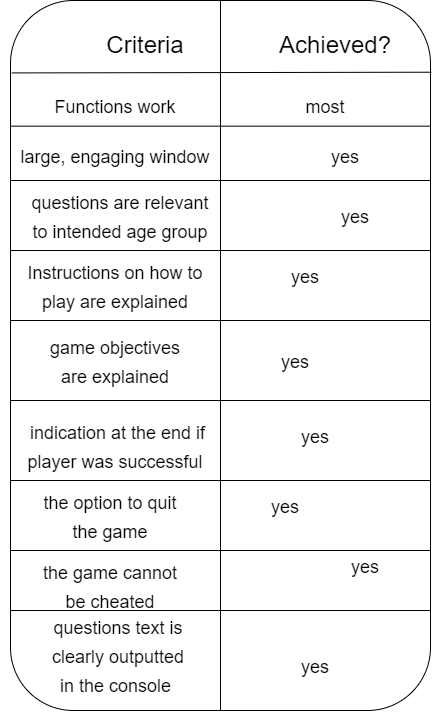 Criteria Achieved?
Functions work most
large, engaging window yes
questions are relevant
to intended age group yes
Instructions on how to yes
play are explained
game objectives
are explained yes
indication at the end if yes
player was successful
the option to quit yes
the game
the game cannot yes
be cheated
questions text is
clearly outputted
in the console yes